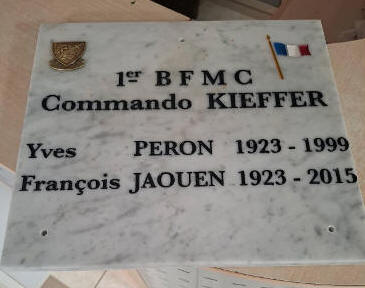 1er B F M C
Commando KIEFFER
Yves PERON 1923 - 1999
François JAOUEN 1923 - 2015